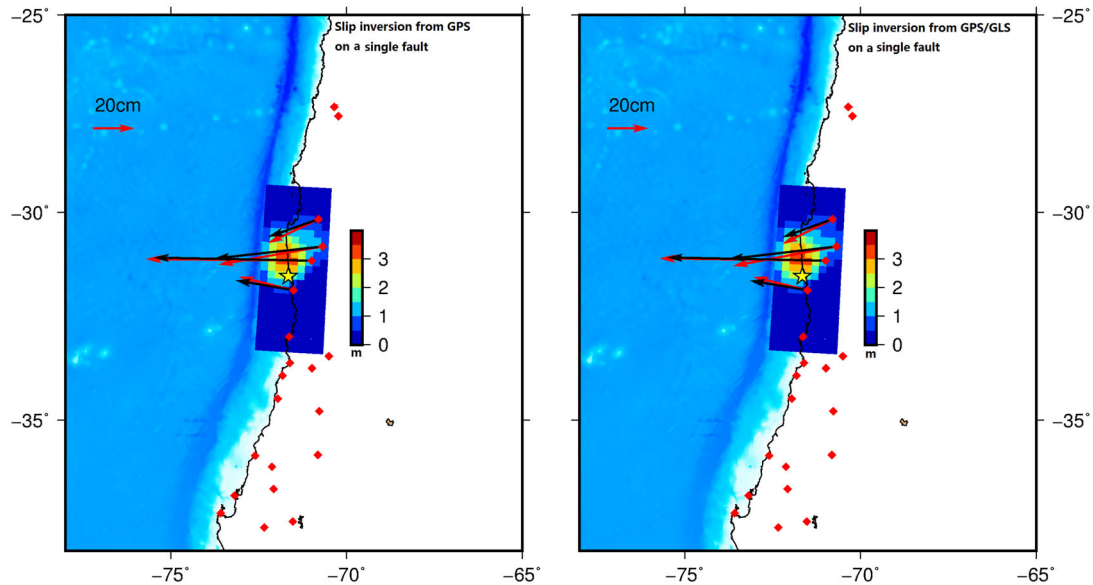 −25°
Slip inversion from GPS
on a single fault
20cm
−30°
3
2
1
0
m
−35°
−75°
−70°
−65°
Slip inversion from GPS/GLS
on a single fault
−25°
20cm
−30°
3
2
1
0
m
−35°
−75°
−70°
−65°